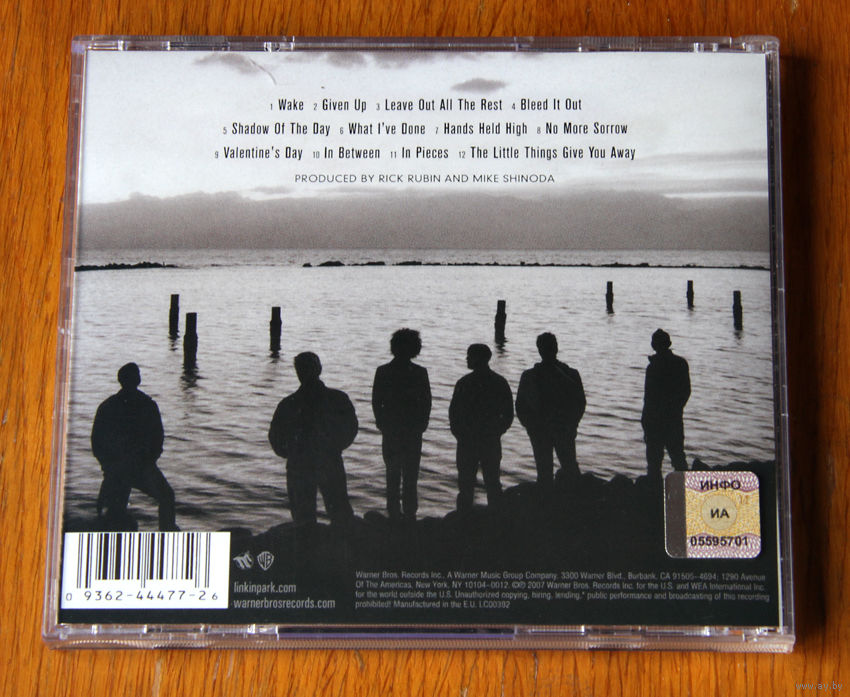 1 Wake 2 Given Up 3 Leave Out All The Rest 4 Bleed It Out
5 Shadow Of The Day 6 What I've Done 7 Hands Held High 8 No More Sorrow
9 Valentine's Day 10 In Between 11 In Pieces 12 The Little Things Give You Away
PRODUCED BY RICK RUBIN AND MIKE SHINODA
ИНФО
ИА
05595701
0 9362-44477-2 6
WB
linkinpark.com
warnerbrosrecords.com
Warner Bros. Records Inc., A Warner Music Group Company, 3300 Warner Blvd., Burbank, CA 91505-4694; 1290 Avenue
Of The Americas, New York, NY 10104-0012. ©℗ 2007 Warner Bros. Records Inc. for the U.S. and WEA International Inc.
for the world outside the U.S. Unauthorized copying, hiring, lending, public performance and broadcasting of this recording
prohibited! Manufactured in the E.U. LC00392
www.ay.by